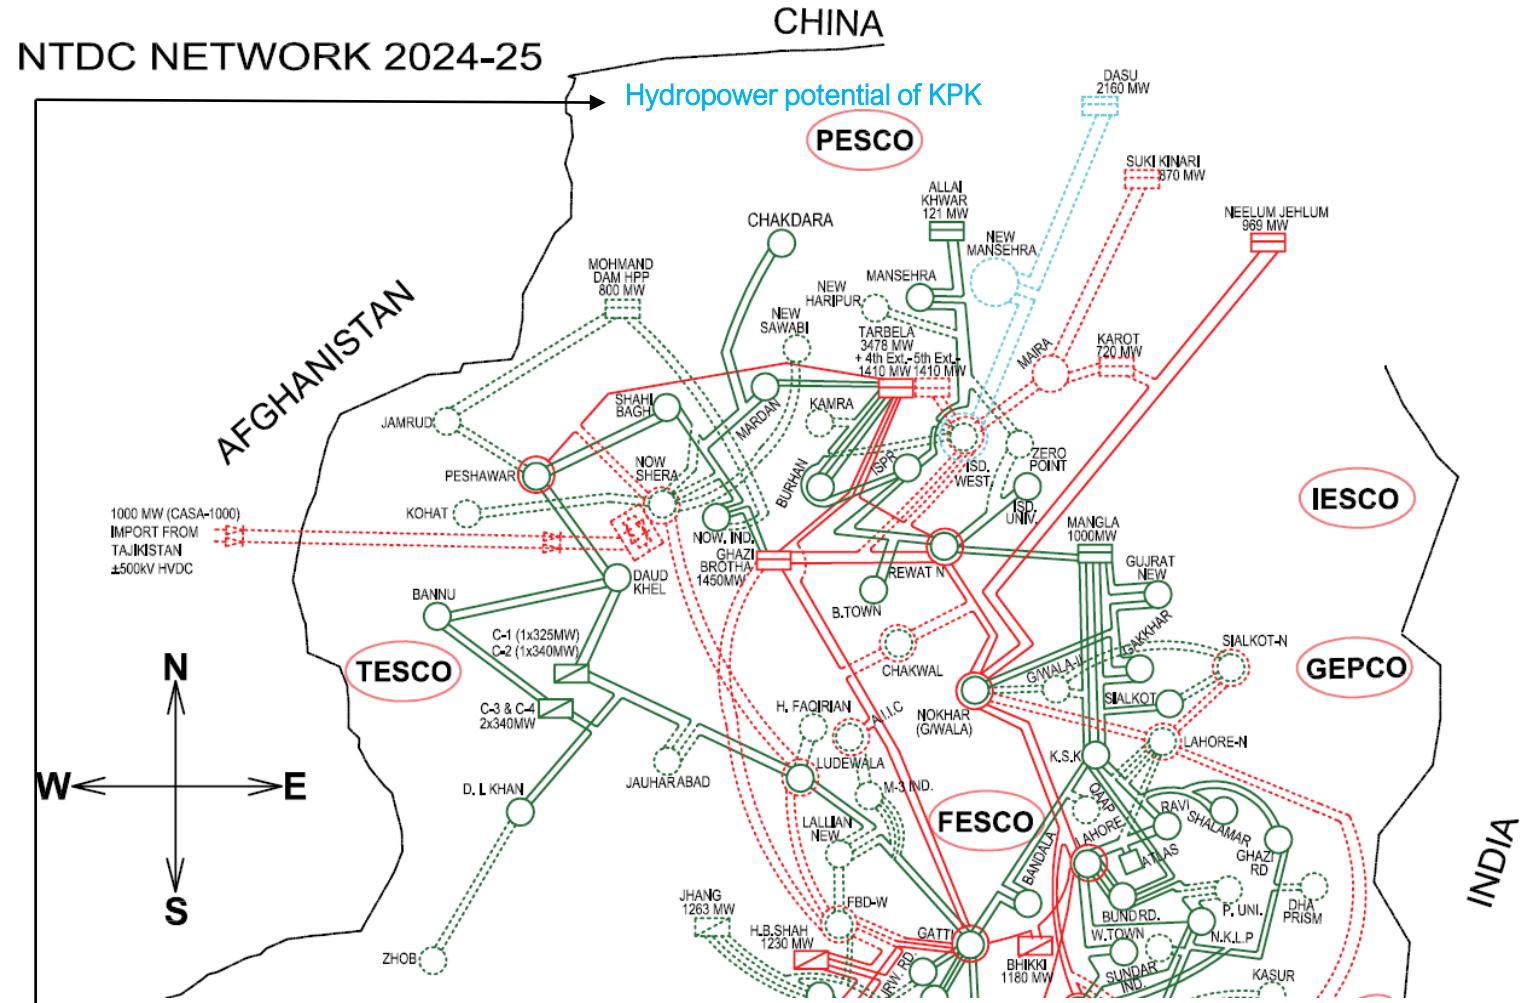 CHINA
NTDC NETWORK 2024-25
Hydropower potential of KPK
DASU
2160 MW
PESCO
SUKI KINARI
870 MW
ALLAI
KHWAR
121 MW
NEELUM JEHLUM
969 MW
CHAKDARA
NEW
MANSEHRA
MOHMAND
DAM HPP
800 MW
MANSEHRA
NEW
HARIPUR
AFGHANISTAN
NEW
SAWABI
TARBELA
3478 MW
+ 4th Ext.-5th Ext.-
1410 MW 1410 MW
MAIRA
KAROT
720 MW
JAMRUD
SHAHI
BAGH
MARDAN
KAMRA
PESHAWAR
NOW
SHERA
BURHAN
ISPR
ISD.
WEST.
ZERO
POINT
IESCO
KOHAT
1000 MW (CASA-1000)
IMPORT FROM
TAJIKISTAN
±500kV HVDC
NOW. IND.
GHAZI
BROTHA
1450MW
ISD.
UNIV.
MANGLA
1000MW
GUJRAT
NEW
REWAT N
DAUD
KHEL
BANNU
B.TOWN
C-1 (1x325MW)
C-2 (1x340MW)
GAKKHAR
SIALKOT-N
TESCO
N
CHAKWAL
G/WALA-II
GEPCO
SIALKOT
C-3 & C-4
2x340MW
H. FAQIRIAN
A.I.I.C
NOKHAR
(G/WALA)
LAHORE-N
K.S.K
W
E
JAUHARABAD
LUDEWALA
D. I. KHAN
M-3 IND.
QAAP
RAVI
SHALAMAR
LALLIAN
NEW
FESCO
LAHORE
BANDALA
ATLAS
GHAZI
RD
INDIA
S
JHANG
1263 MW
FBD-W
BUND RD.
P. UNI.
DHA
PRISM
H.B.SHAH
1230 MW
GATTI
W.TOWN
N.K.L.P
ZHOB
BHIKKI
1180 MW
SUNDAR
IND.
KASUR
JRW. RD.